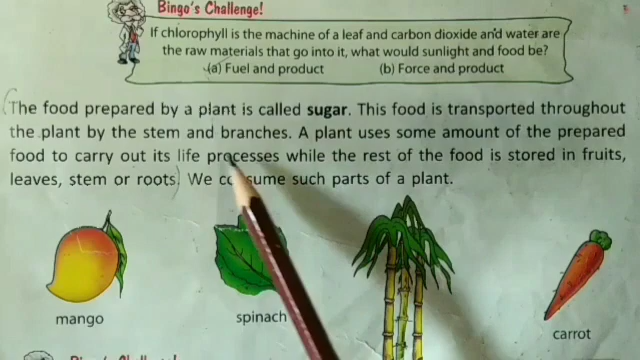 Bingo's Challenge!
If chlorophyll is the machine of a leaf and carbon dioxide and water are
the raw materials that go into it, what would sunlight and food be?
(a) Fuel and product (b) Force and product
The food prepared by a plant is called sugar. This food is transported throughout
the plant by the stem and branches. A plant uses some amount of the prepared
food to carry out its life processes while the rest of the food is stored in fruits,
leaves, stem or roots. We consume such parts of a plant.
mango spinach
carrot